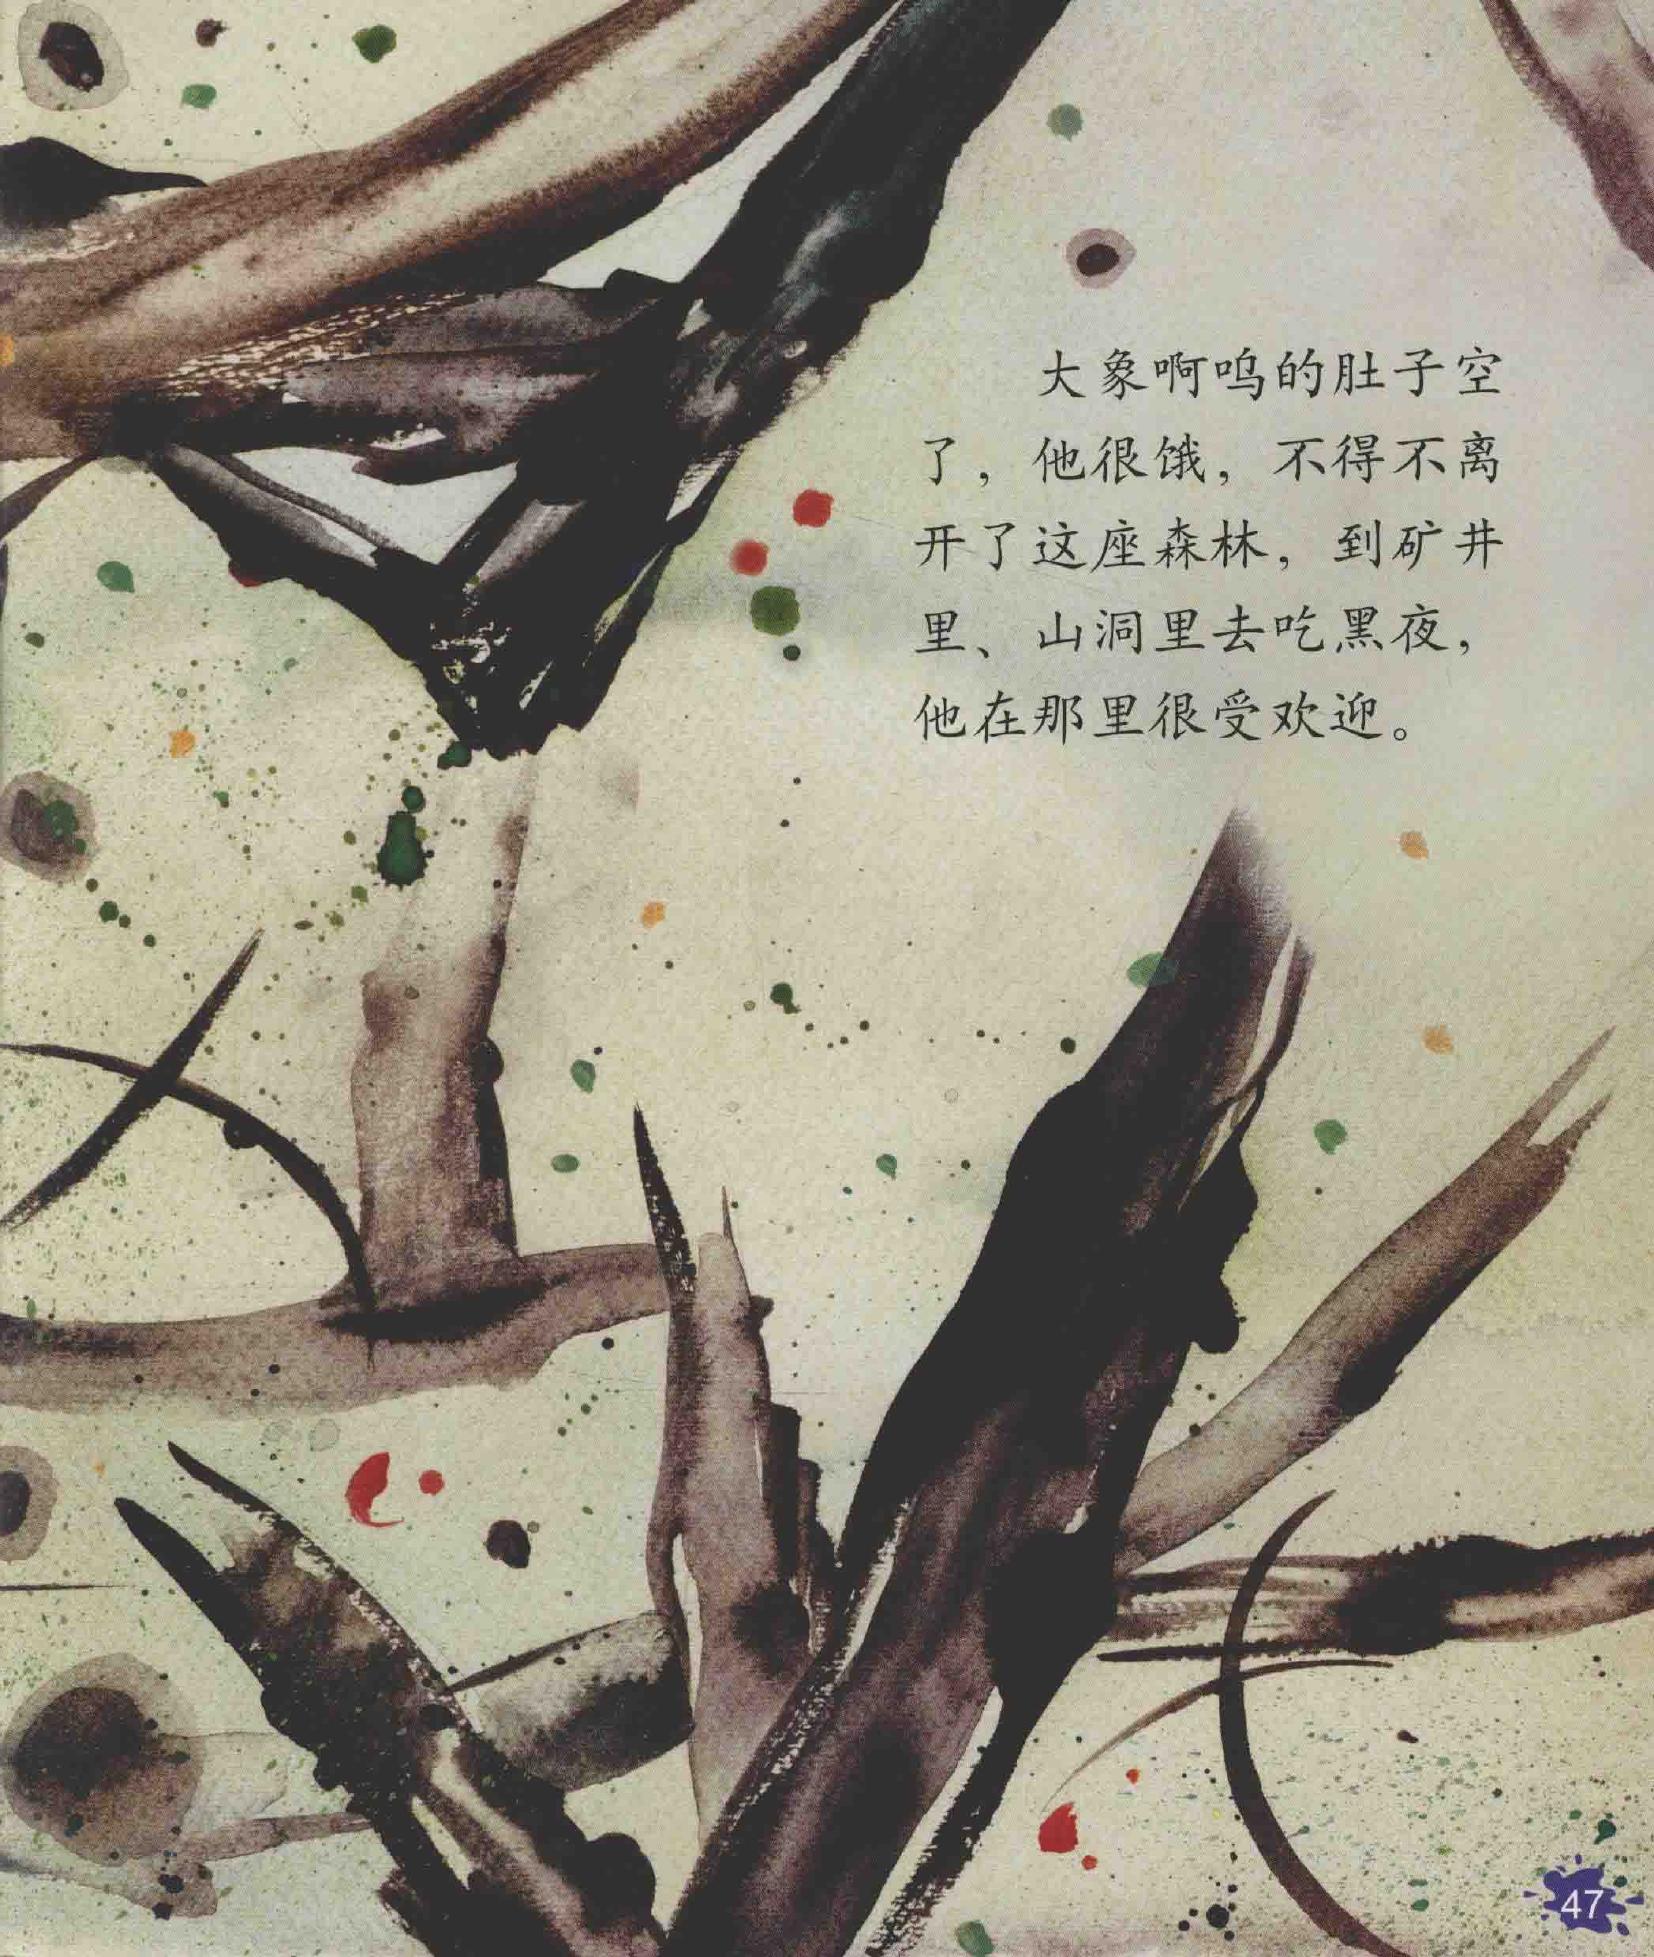 大象啊呜的肚子空
了，他很饿，不得不离
开了这座森林，到矿井
里、山洞里去吃黑夜，
他在那里很受欢迎。
47